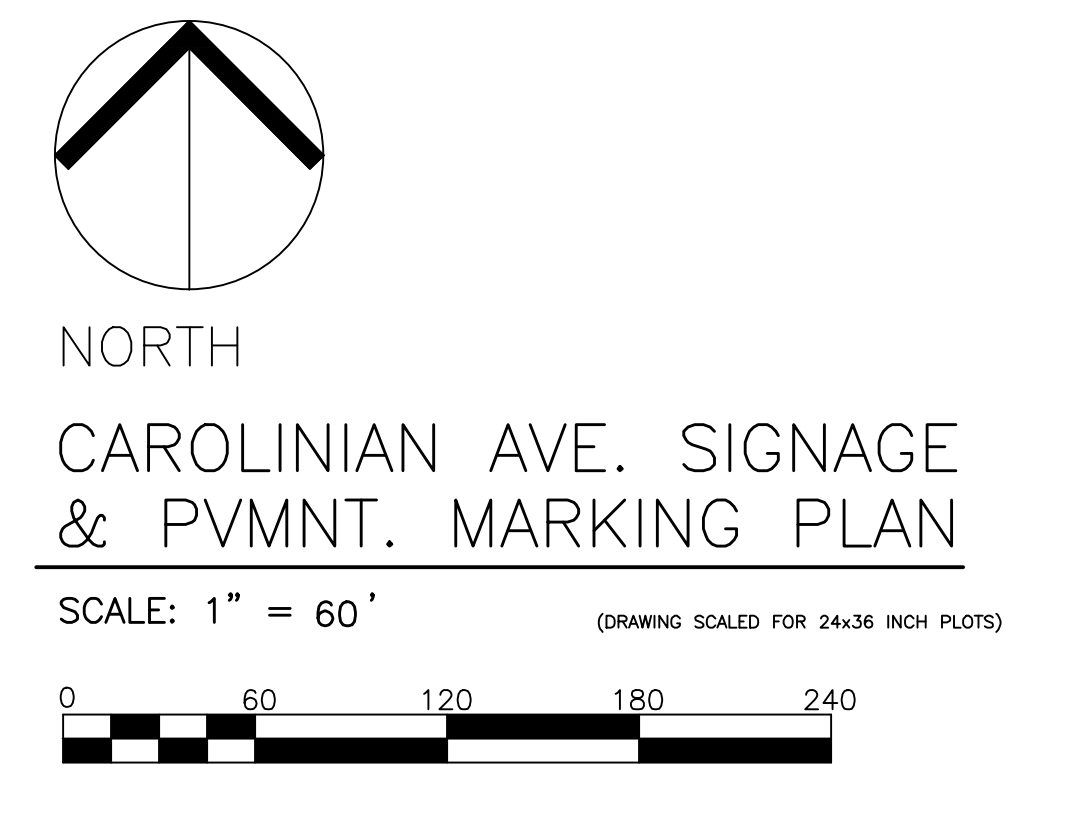 NORTH
CAROLINIAN AVE. SIGNAGE
& PVMNT. MARKING PLAN
SCALE: 1” = 60’
(DRAWING SCALED FOR 24x36 INCH PLOTS)
0 60 120 180 240